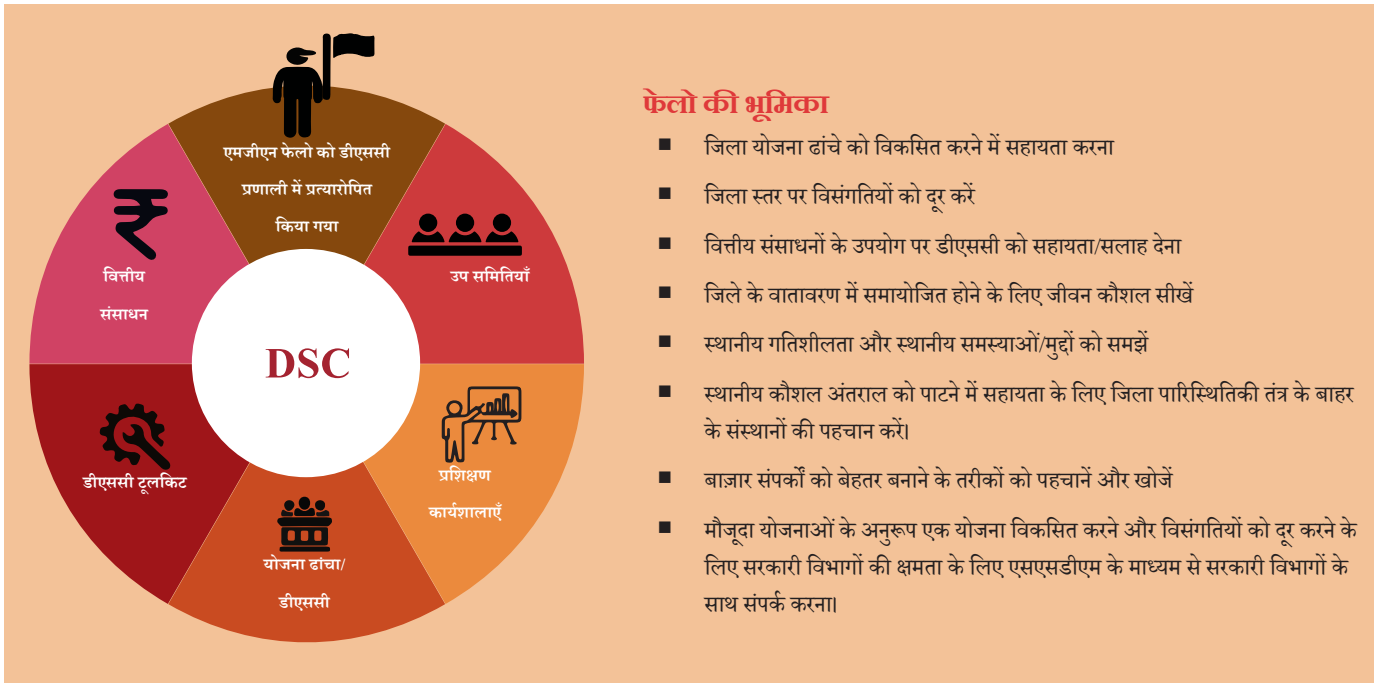 एमजीएन फेलो को डीएससी
प्रणाली में प्रत्यारोपित
किया गया
उप समितियाँ
प्रशिक्षण
कार्यशालाएँ
योजना ढांचा/
डीएससी
डीएससी टूलकिट
वित्तीय
संसाधन
DSC
फेलो की भूमिका
■ जिला योजना ढांचे को विकसित करने में सहायता करना
■ जिला स्तर पर विसंगतियों को दूर करें
■ वित्तीय संसाधनों के उपयोग पर डीएससी को सहायता/सलाह देना
■ जिले के वातावरण में समायोजित होने के लिए जीवन कौशल सीखें
■ स्थानीय गतिशीलता और स्थानीय समस्याओं/मुद्दों को समझें
■ स्थानीय कौशल अंतराल को पाटने में सहायता के लिए जिला पारिस्थितिकी तंत्र के बाहर
के संस्थानों की पहचान करें।
■ बाज़ार संपर्कों को बेहतर बनाने के तरीकों को पहचानें और खोजें
■ मौजूदा योजनाओं के अनुरूप एक योजना विकसित करने और विसंगतियों को दूर करने के
लिए सरकारी विभागों की क्षमता के लिए एसएसडीएम के माध्यम से सरकारी विभागों के
साथ संपर्क करना।